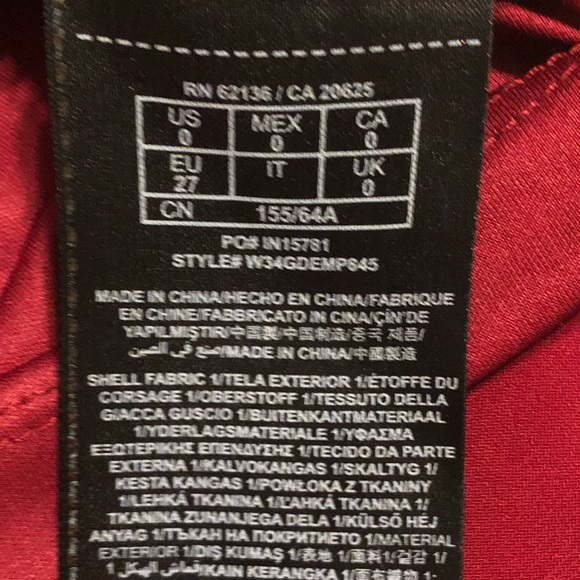 RN 62136 / CA 20625
US 0 MEX 0 CA 0
EU 27 IT UK 0
CN 155/64A
PO# IN15781
STYLE# W34GDEMP645
MADE IN CHINA/HECHO EN CHINA/FABRIQUE
EN CHINE/FABBRICATO IN CINA/ÇİN'DE
YAPILMIŞTIR/中國製/中国制造/중국 제품/
صنع في الصين/MADE IN CHINA/中國製造
SHELL FABRIC 1/TELA EXTERIOR 1/ÉTOFFE DU
CORSAGE 1/OBERSTOFF 1/TESSUTO DELLA
GIACCA GUSCIO 1/BUITENKANTMATERIAAL
1/YDERLAGSMATERIALE 1/ΥΦΑΣΜΑ
ΕΞΩΤΕΡΙΚΗΣ ΕΠΕΝΔΥΣΗΣ 1/TECIDO DA PARTE
EXTERNA 1/KALVOKANGAS 1/SKALTYG 1/
KESTA KANGAS 1/POWŁOKA Z TKANINY
1/LEHKÁ TKANINA 1/ĽAHKÁ TKANINA 1/
TKANINA ZUNANJEGA DELA 1/KÜLSŐ HÉJ
ANYAG 1/ТЪКАН НА ПОКРИТИЕТО 1/MATERIAL
EXTERIOR 1/DIŞ KUMAŞ 1/表地 1/面料1/겉감 1/
قماش الهيكل 1/KAIN KERANGKA 1/